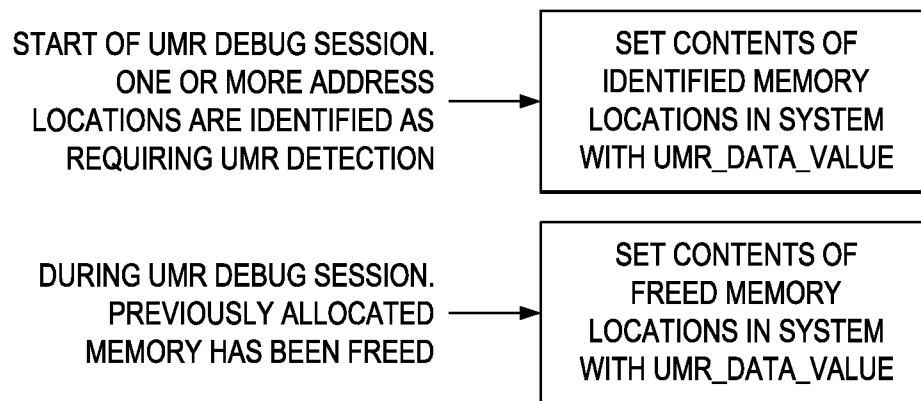 START OF UMR DEBUG SESSION.
ONE OR MORE ADDRESS
LOCATIONS ARE IDENTIFIED AS
REQUIRING UMR DETECTION
SET CONTENTS OF
IDENTIFIED MEMORY
LOCATIONS IN SYSTEM
WITH UMR_DATA_VALUE
DURING UMR DEBUG SESSION.
PREVIOUSLY ALLOCATED
MEMORY HAS BEEN FREED
SET CONTENTS OF
FREED MEMORY
LOCATIONS IN SYSTEM
WITH UMR_DATA_VALUE